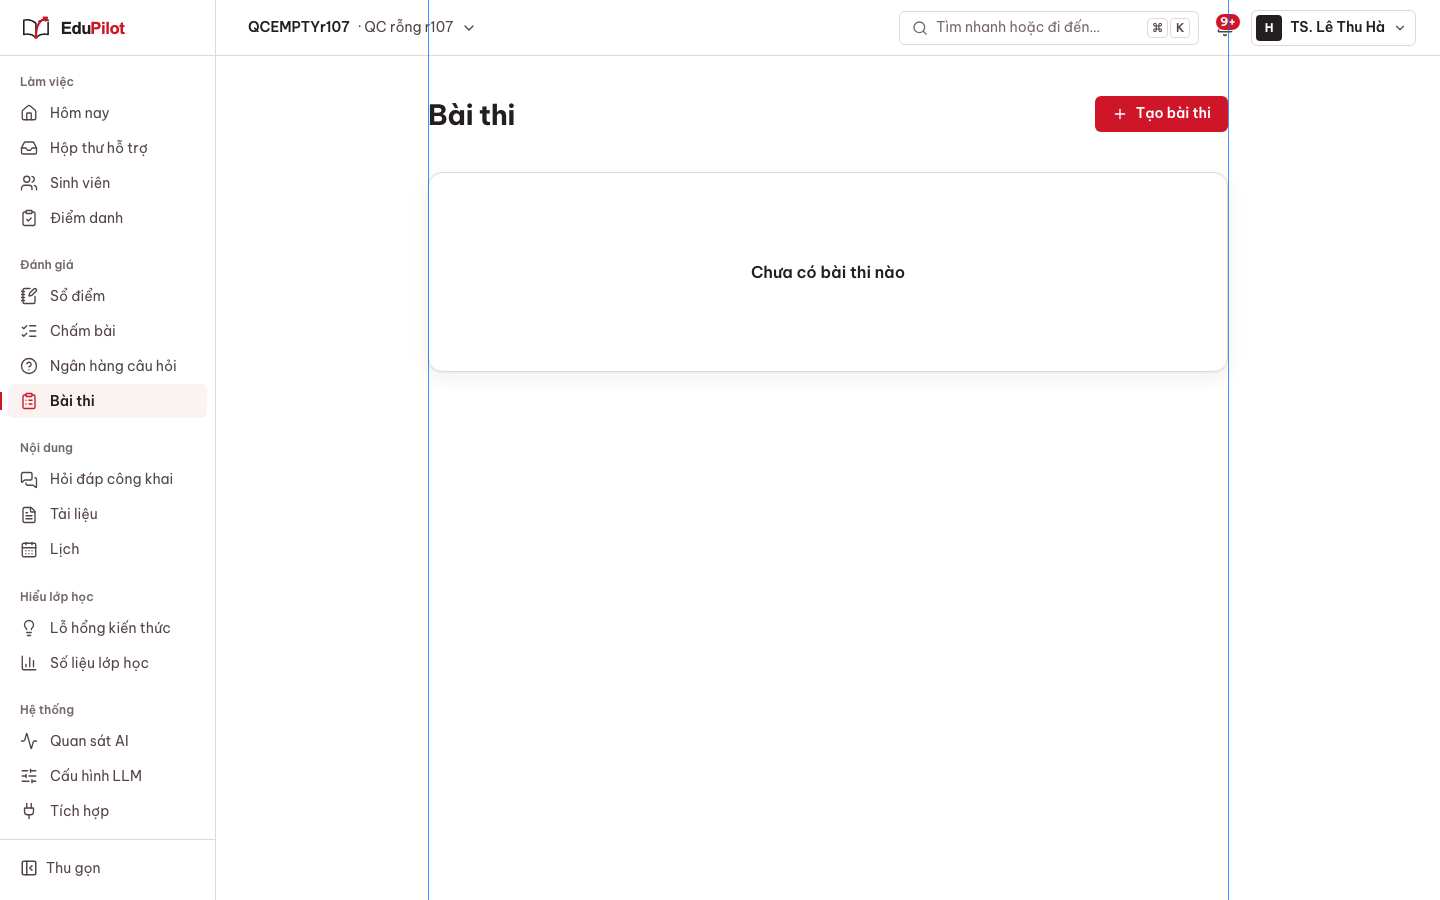 EduPilot
QCEMPTYr107 · QC rỗng r107
Tìm nhanh hoặc đi đến...
⌘ K
9+
H
TS. Lê Thu Hà
Làm việc
Hôm nay
Hộp thư hỗ trợ
Sinh viên
Điểm danh
Đánh giá
Sổ điểm
Chấm bài
Ngân hàng câu hỏi
Bài thi
Nội dung
Hỏi đáp công khai
Tài liệu
Lịch
Hiểu lớp học
Lỗ hổng kiến thức
Số liệu lớp học
Hệ thống
Quan sát AI
Cấu hình LLM
Tích hợp
Thu gọn
Bài thi
Tạo bài thi
Chưa có bài thi nào